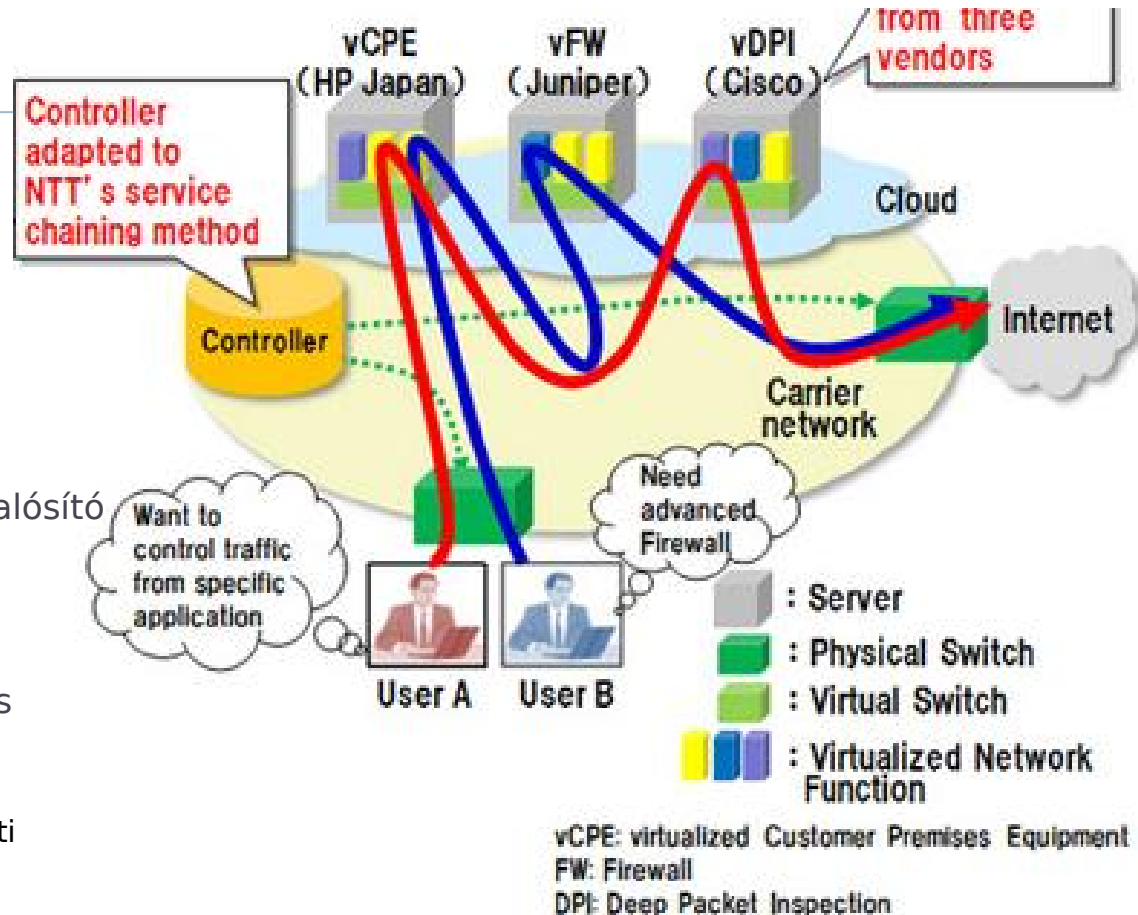 from three
vendors
vCPE
(HP Japan)
vFW
(Juniper)
vDPI
(Cisco)
Controller
adapted to
NTT's service
chaining method
Cloud
Controller
Internet
Carrier
network
alósító
Want to
control traffic
from specific
application
Need
advanced
Firewall
User A
User B
: Server
: Physical Switch
s
: Virtual Switch
: Virtualized Network
Function
ti
vCPE: virtualized Customer Premises Equipment
FW: Firewall
DPI: Deep Packet Inspection